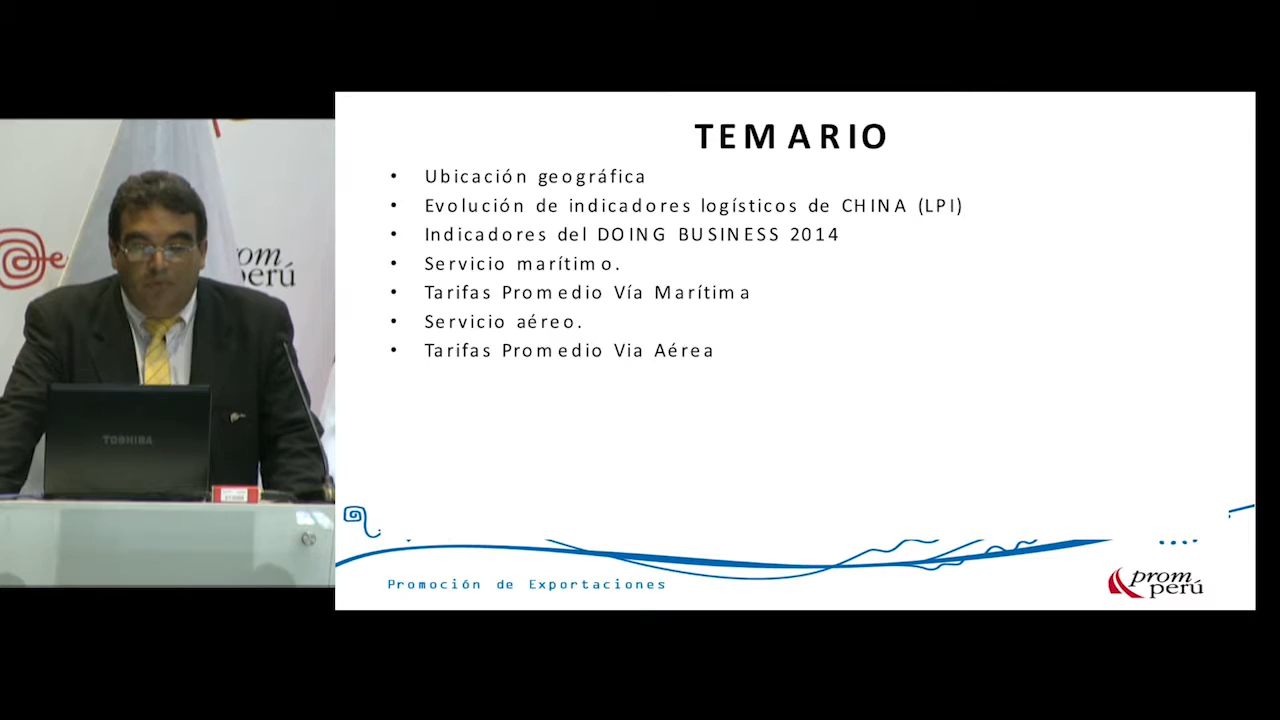 TEMARIO
• Ubicación geográfica
• Evolución de indicadores logísticos de CHINA (LPI)
• Indicadores del DOING BUSINESS 2014
• Servicio marítimo.
• Tarifas Promedio Vía Marítima
• Servicio aéreo.
• Tarifas Promedio Via Aérea
Promoción de Exportaciones
prom
perú
perú
TOSHIBA